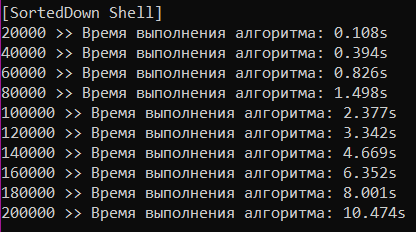 [SortedDown Shell]
20000 >> Время выполнения алгоритма: 0.108s
40000 >> Время выполнения алгоритма: 0.394s
60000 >> Время выполнения алгоритма: 0.826s
80000 >> Время выполнения алгоритма: 1.498s
100000 >> Время выполнения алгоритма: 2.377s
120000 >> Время выполнения алгоритма: 3.342s
140000 >> Время выполнения алгоритма: 4.669s
160000 >> Время выполнения алгоритма: 6.352s
180000 >> Время выполнения алгоритма: 8.001s
200000 >> Время выполнения алгоритма: 10.474s